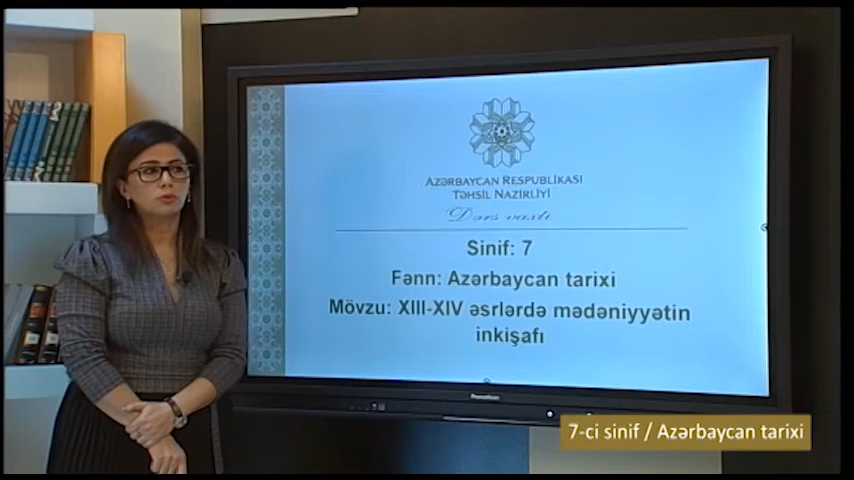 AZƏRBAYCAN RESPUBLİKASI
TƏHSİL NAZİRLİYİ
Dərs vaxtı
Sinif: 7
Fənn: Azərbaycan tarixi
Mövzu: XIII-XIV əsrlərdə mədəniyyətin
inkişafı
Promethean
7-ci sinif / Azərbaycan tarixi